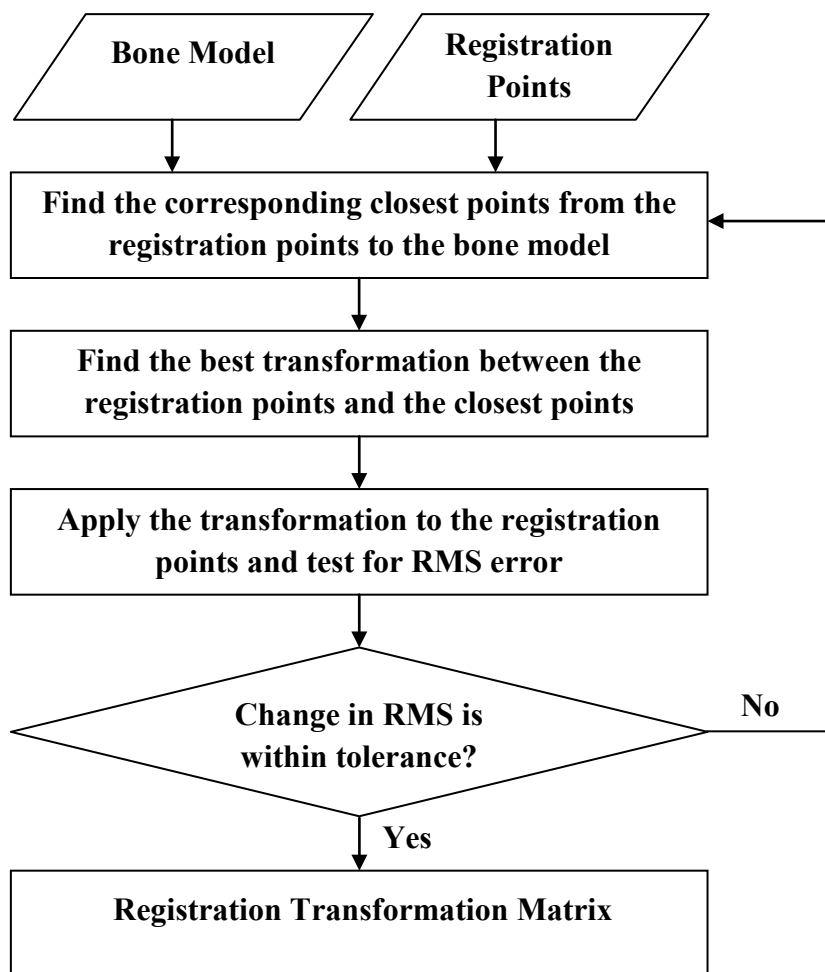 Bone Model
Registration
Points
Find the corresponding closest points from the
registration points to the bone model
Find the best transformation between the
registration points and the closest points
Apply the transformation to the registration
points and test for RMS error
Change in RMS is
within tolerance?
No
Yes
Registration Transformation Matrix